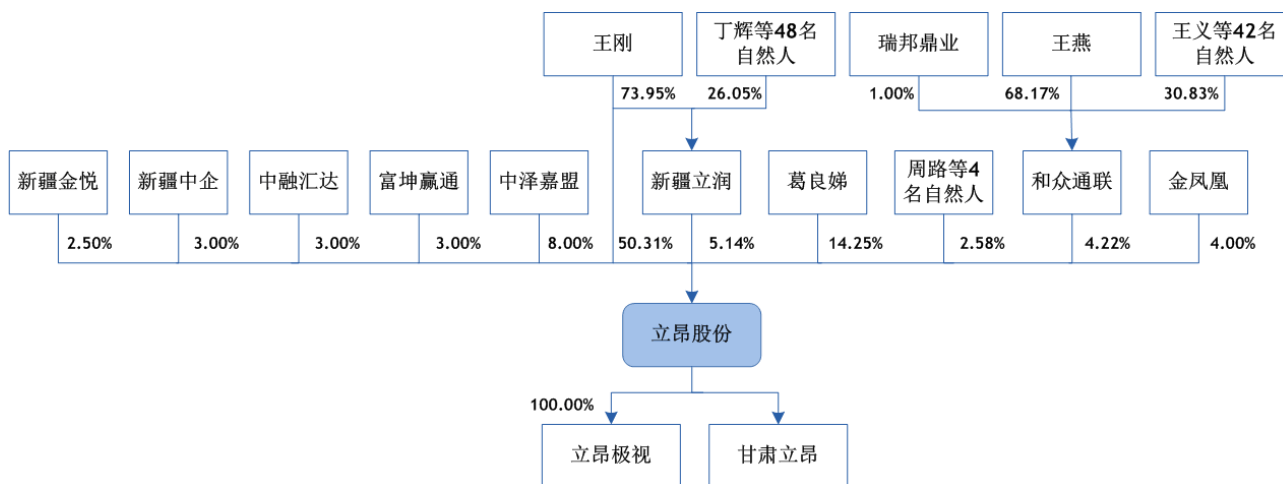 王刚
丁辉等48名
自然人
瑞邦鼎业
王燕
王义等42名
自然人
73.95%
26.05%
1.00%
68.17%
30.83%
新疆金悦
新疆中企
中融汇达
富坤赢通
中泽嘉盟
新疆立润
葛良娣
周路等4
名自然人
和众通联
金凤凰
2.50%
3.00%
3.00%
3.00%
8.00%
50.31%
5.14%
14.25%
2.58%
4.22%
4.00%
立昂股份
100.00%
立昂极视
甘肃立昂